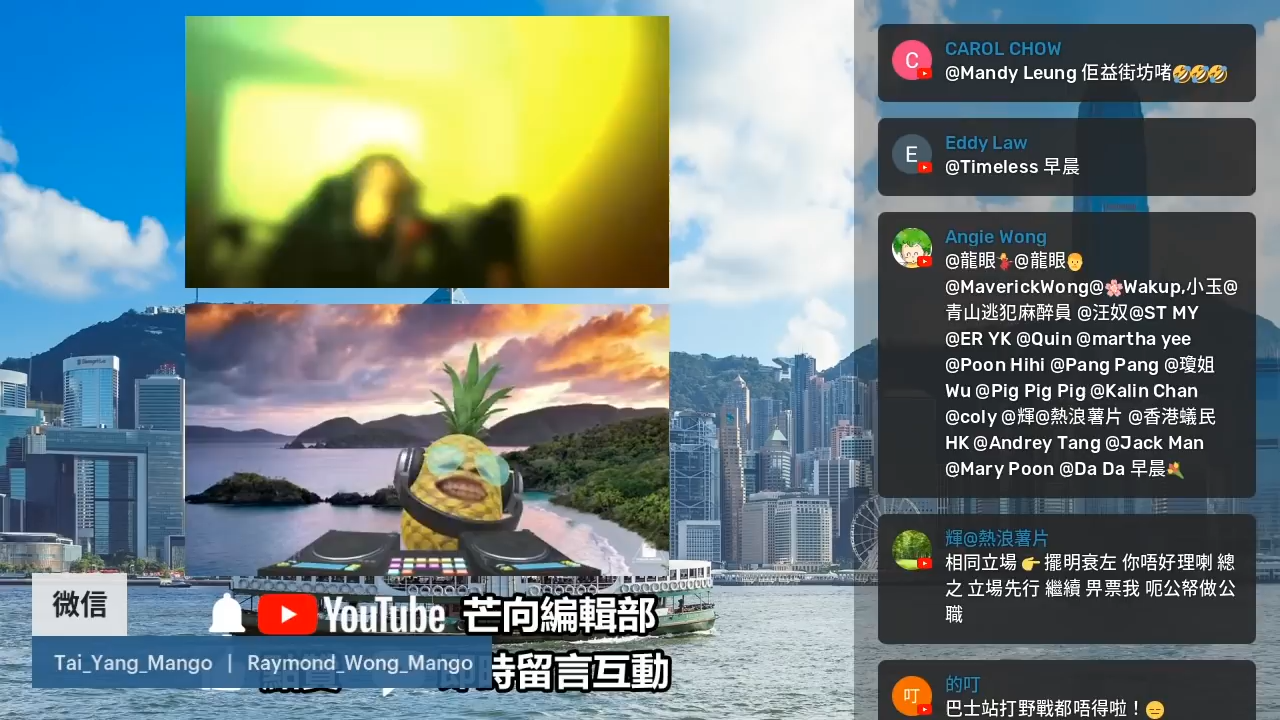 CAROL CHOW
@Mandy Leung 佢益街坊啫🤣🤣🤣
Eddy Law
@Timeless 早晨
Angie Wong
@龍眼💃@龍眼👨
@MaverickWong@🌸Wakup,小玉@
青山逃犯麻醉員 @汪奴@ST MY
@ER YK @Quin @martha yee
@Poon Hihi @Pang Pang @瓊姐
Wu @Pig Pig Pig @Kalin Chan
@coly @輝@熱浪薯片 @香港蟻民
HK @Andrey Tang @Jack Man
@Mary Poon @Da Da 早晨💐
輝@熱浪薯片
相同立場 👉 擺明衰左 你唔好理喇 總
之 立場先行 繼續 畀票我 呃公帑做公
職
的叮
巴士站打野戰都唔得啦！😑
微信
Tai_Yang_Mango | Raymond_Wong_Mango
YouTube 芒向編輯部
時留言互動